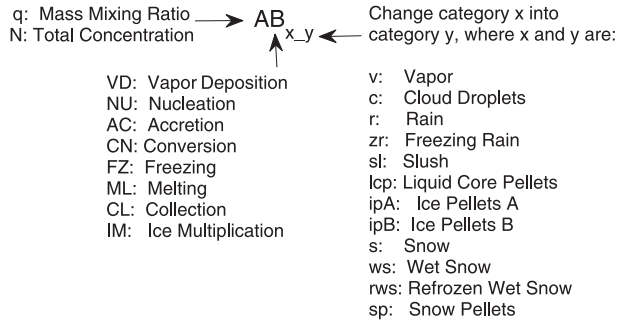 q: Mass Mixing Ratio
N: Total Concentration
AB
x_y
Change category x into
category y, where x and y are:
VD: Vapor Deposition
NU: Nucleation
AC: Accretion
CN: Conversion
FZ: Freezing
ML: Melting
CL: Collection
IM: Ice Multiplication
v: Vapor
c: Cloud Droplets
r: Rain
zr: Freezing Rain
sl: Slush
lcp: Liquid Core Pellets
ipA: Ice Pellets A
ipB: Ice Pellets B
s: Snow
ws: Wet Snow
rws: Refrozen Wet Snow
sp: Snow Pellets